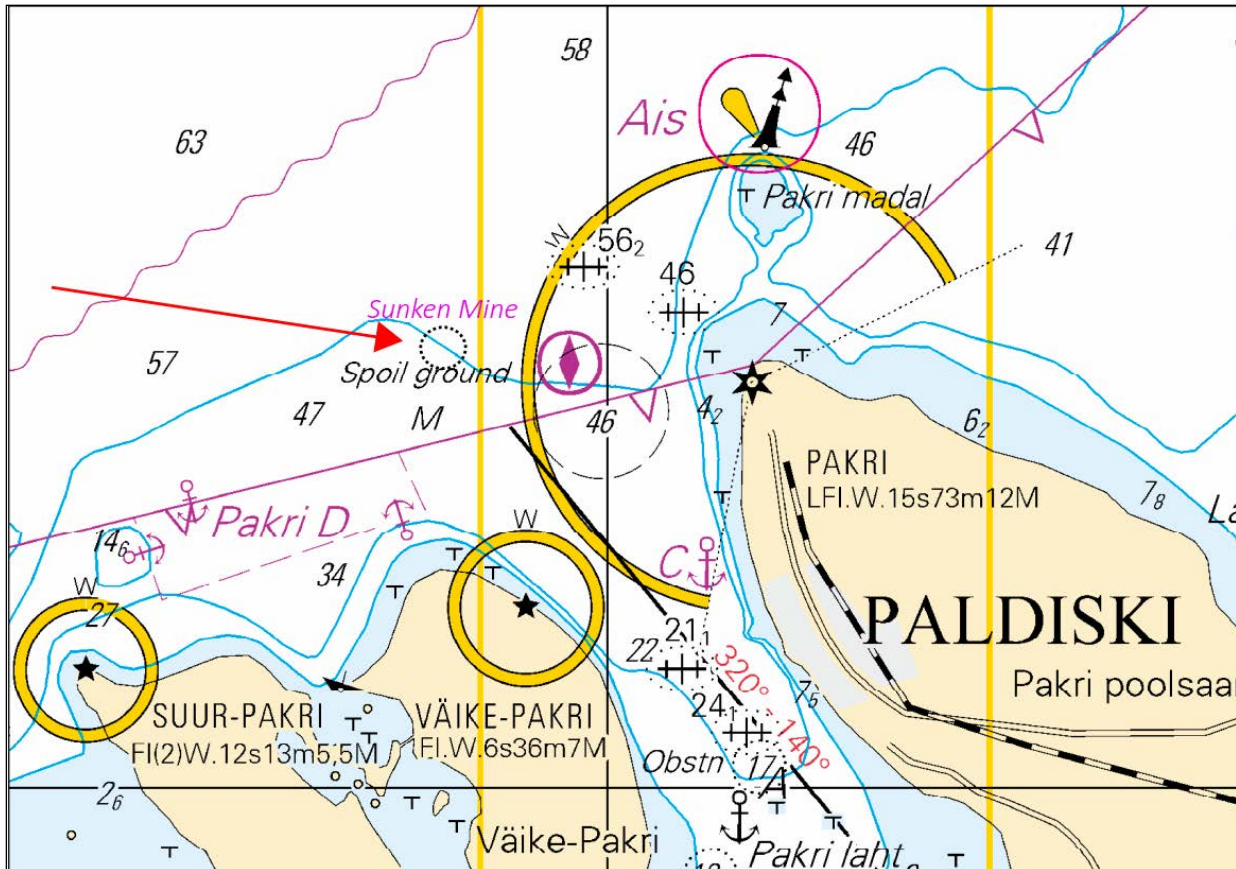 58
Ais
63
46
Pakri madal
W
56₂
41
46
Sunken Mine
7
57
Spoil ground
47
M
46
4₂
6₂
PAKRI
LFl.W.15s73m12M
7₈
Pakri D
14₆
W
34
C
W
27
PALDISKI
21₁
22
320° - 140°
7₅
Pakri poolsaar
SUUR-PAKRI
Fl(2)W.12s13m5,5M
VÄIKE-PAKRI
Fl.W.6s36m7M
24₁
Obstn
17
A
2₆
Väike-Pakri
Pakri laht